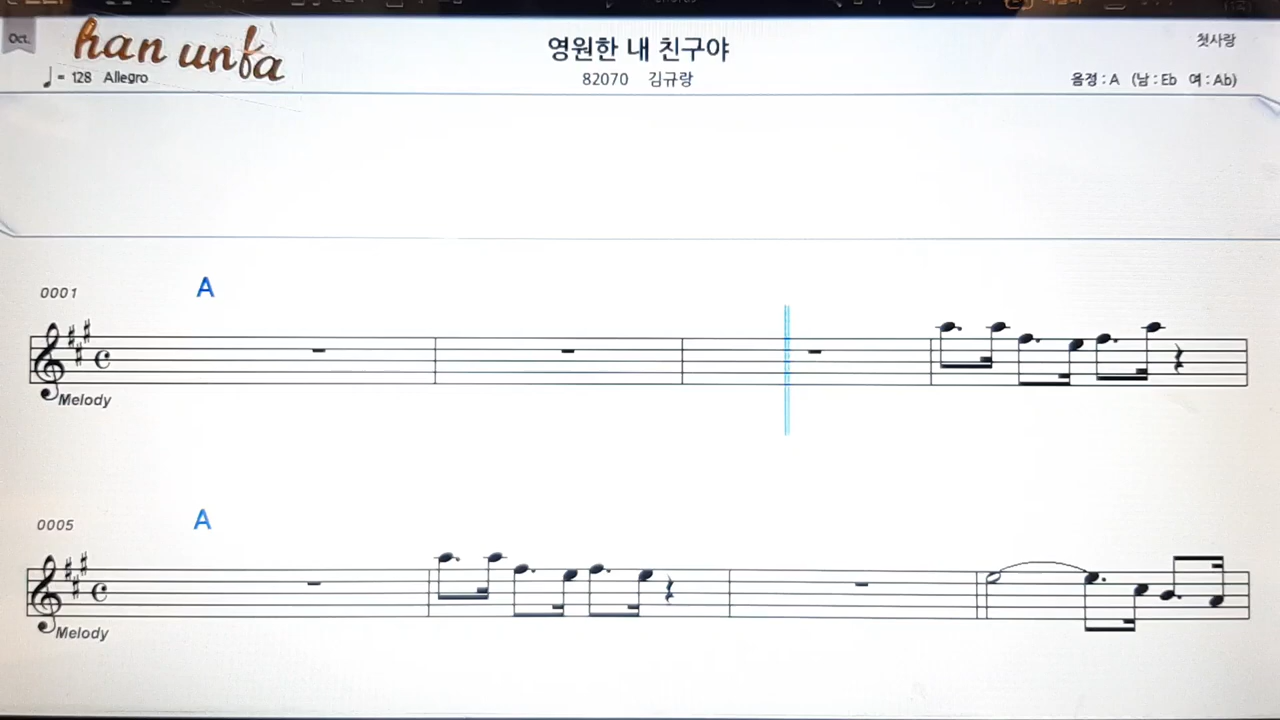 Oct.
han unfa
영원한 내 친구야
첫사랑
♩= 128 Allegro
82070 김규랑
음정 : A (남 : Eb 여 : Ab)
0001 A
Melody
0005 A
Melody